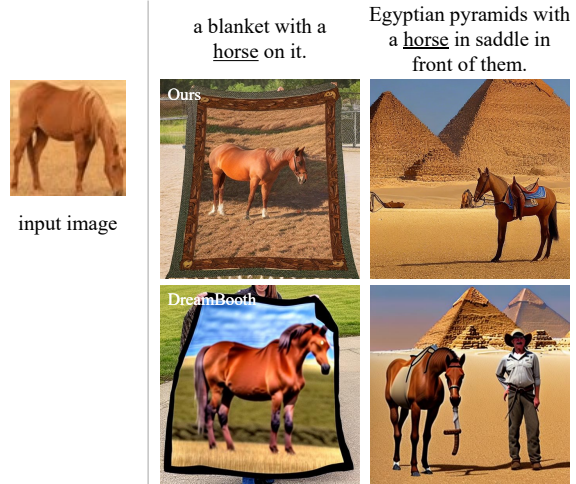 a blanket with a
horse on it.
Egyptian pyramids with
a horse in saddle in
front of them.
Ours
input image
DreamBooth